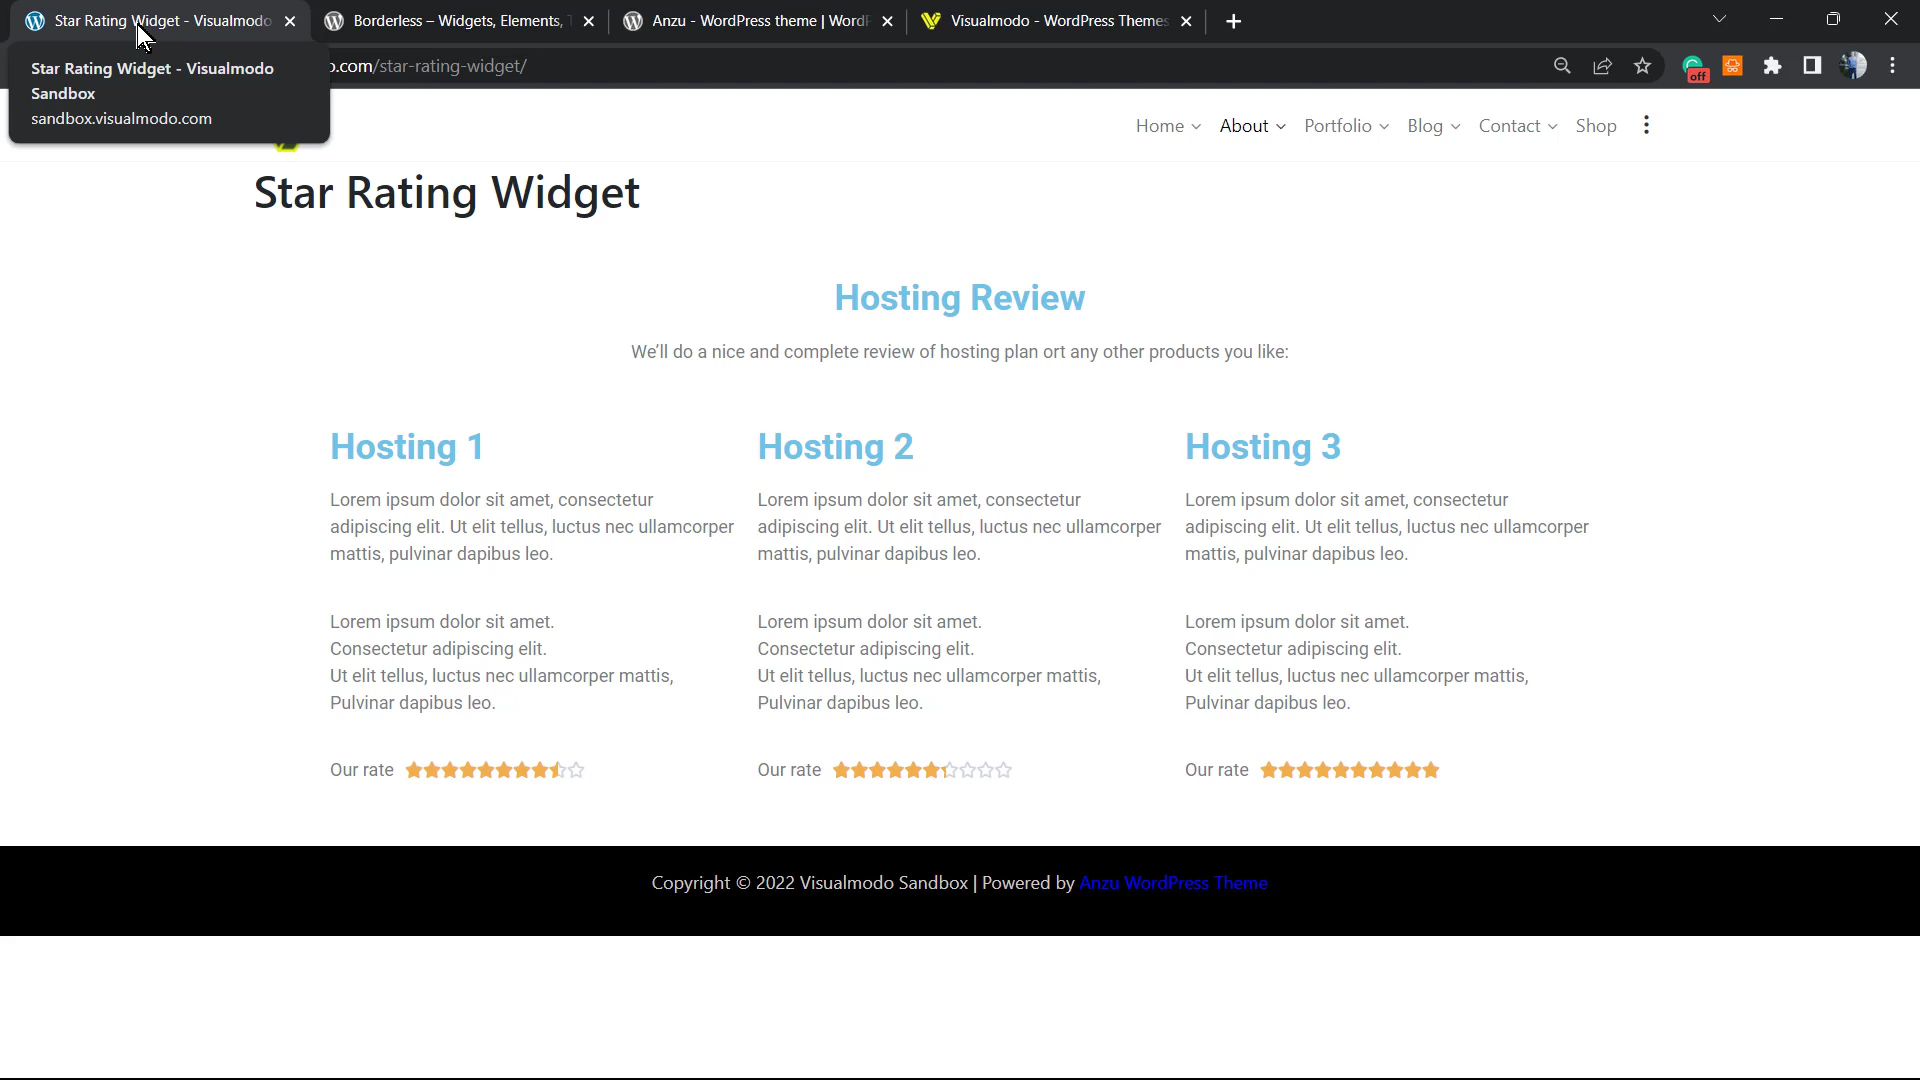 Star Rating Widget - Visualmodo
Borderless – Widgets, Elements,
Anzu - WordPress theme | Word
Visualmodo - WordPress Themes
.com/star-rating-widget/
off
Star Rating Widget - Visualmodo
Sandbox
sandbox.visualmodo.com
Home
About
Portfolio
Blog
Contact
Shop
Star Rating Widget
Hosting Review
We'll do a nice and complete review of hosting plan ort any other products you like:
Hosting 1
Lorem ipsum dolor sit amet, consectetur
adipiscing elit. Ut elit tellus, luctus nec ullamcorper
mattis, pulvinar dapibus leo.
Lorem ipsum dolor sit amet.
Consectetur adipiscing elit.
Ut elit tellus, luctus nec ullamcorper mattis,
Pulvinar dapibus leo.
Our rate
Hosting 2
Lorem ipsum dolor sit amet, consectetur
adipiscing elit. Ut elit tellus, luctus nec ullamcorper
mattis, pulvinar dapibus leo.
Lorem ipsum dolor sit amet.
Consectetur adipiscing elit.
Ut elit tellus, luctus nec ullamcorper mattis,
Pulvinar dapibus leo.
Our rate
Hosting 3
Lorem ipsum dolor sit amet, consectetur
adipiscing elit. Ut elit tellus, luctus nec ullamcorper
mattis, pulvinar dapibus leo.
Lorem ipsum dolor sit amet.
Consectetur adipiscing elit.
Ut elit tellus, luctus nec ullamcorper mattis,
Pulvinar dapibus leo.
Our rate
Copyright © 2022 Visualmodo Sandbox | Powered by Anzu WordPress Theme